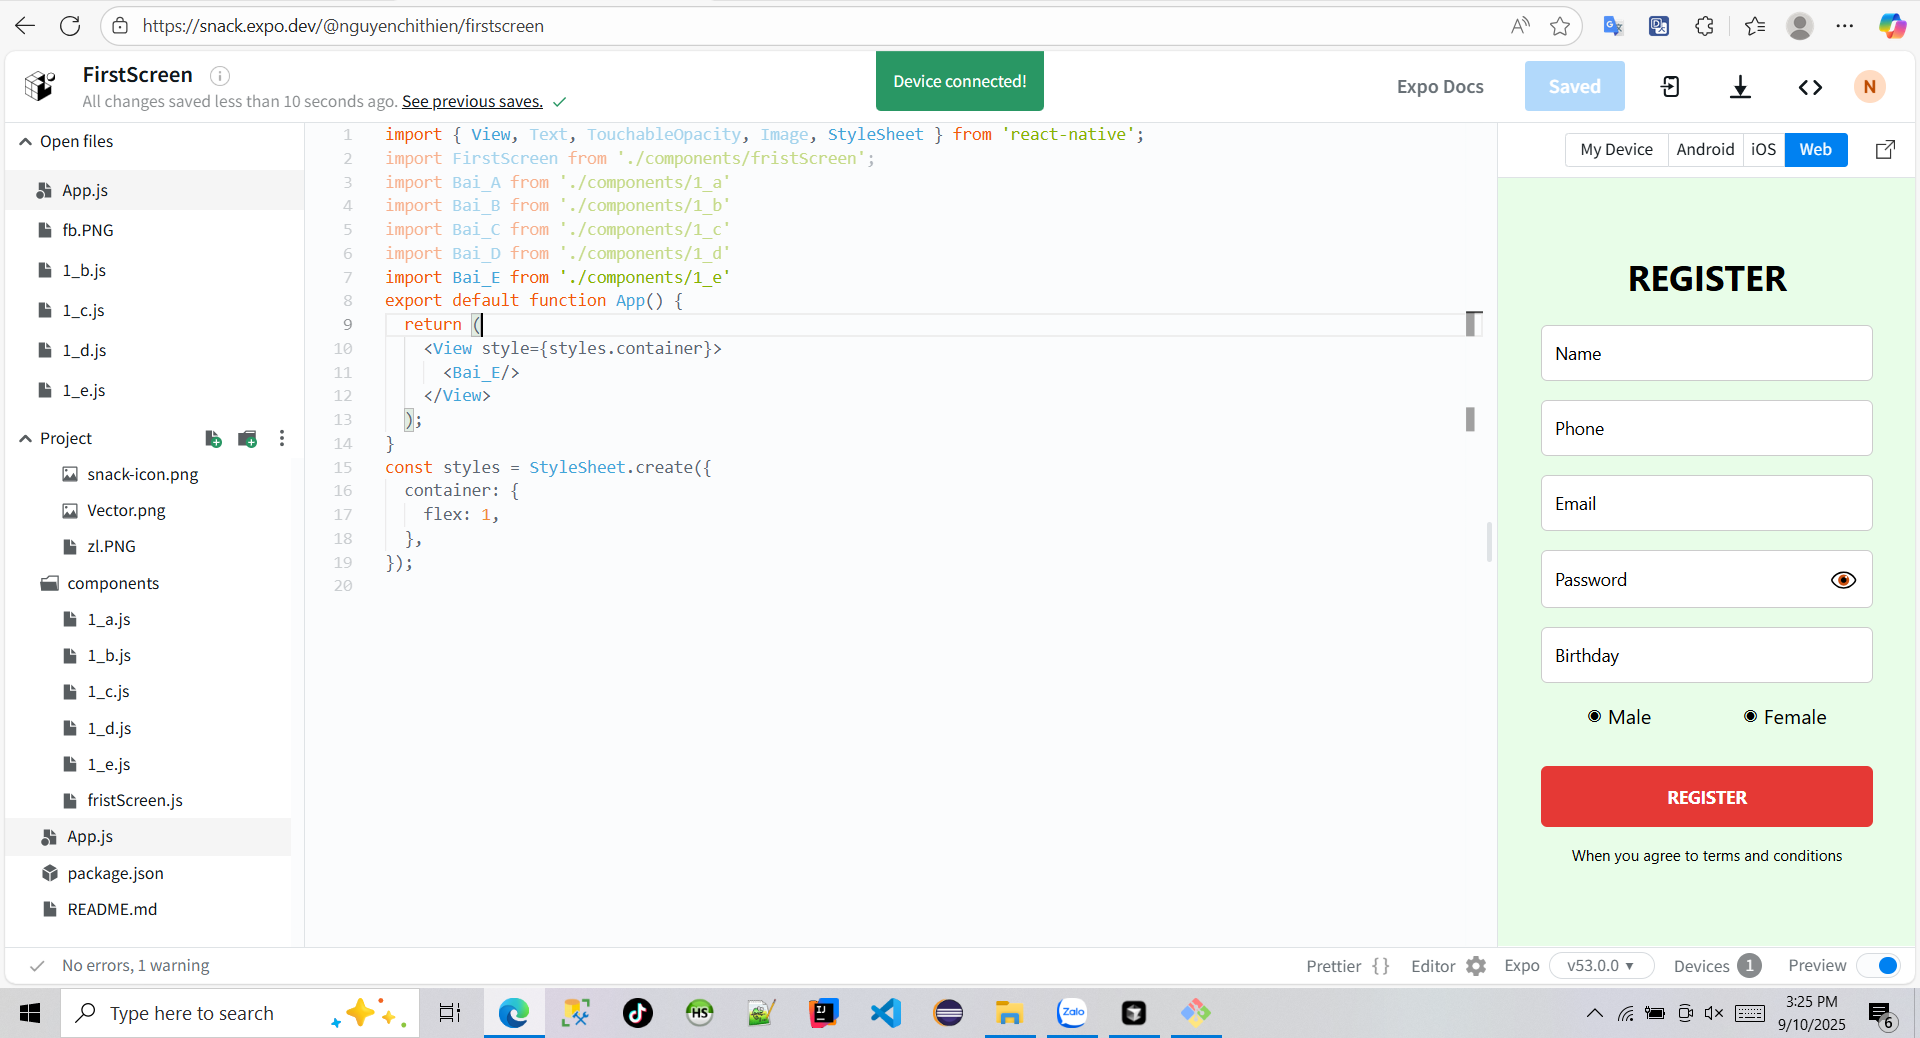 https://snack.expo.dev/@nguyenchithien/firstscreen
FirstScreen
All changes saved less than 10 seconds ago. See previous saves.
Device connected!
Expo Docs
Saved
N
Open files
App.js
fb.PNG
1_b.js
1_c.js
1_d.js
1_e.js
Project
snack-icon.png
Vector.png
zl.PNG
components
1_a.js
1_b.js
1_c.js
1_d.js
1_e.js
fristScreen.js
App.js
package.json
README.md
1 import { View, Text, TouchableOpacity, Image, StyleSheet } from 'react-native';
2 import FirstScreen from './components/fristScreen';
3 import Bai_A from './components/1_a'
4 import Bai_B from './components/1_b'
5 import Bai_C from './components/1_c'
6 import Bai_D from './components/1_d'
7 import Bai_E from './components/1_e'
8 export default function App() {
9 return (
10 <View style={styles.container}>
11 <Bai_E/>
12 </View>
13 );
14 }
15 const styles = StyleSheet.create({
16 container: {
17 flex: 1,
18 },
19 });
20
My Device Android iOS Web
REGISTER
Name
Phone
Email
Password
Birthday
Male Female
REGISTER
When you agree to terms and conditions
No errors, 1 warning
Prettier {} Editor Expo v53.0.0 Devices 1 Preview
Type here to search
HS
IJ
Zalo
3:25 PM
9/10/2025
6